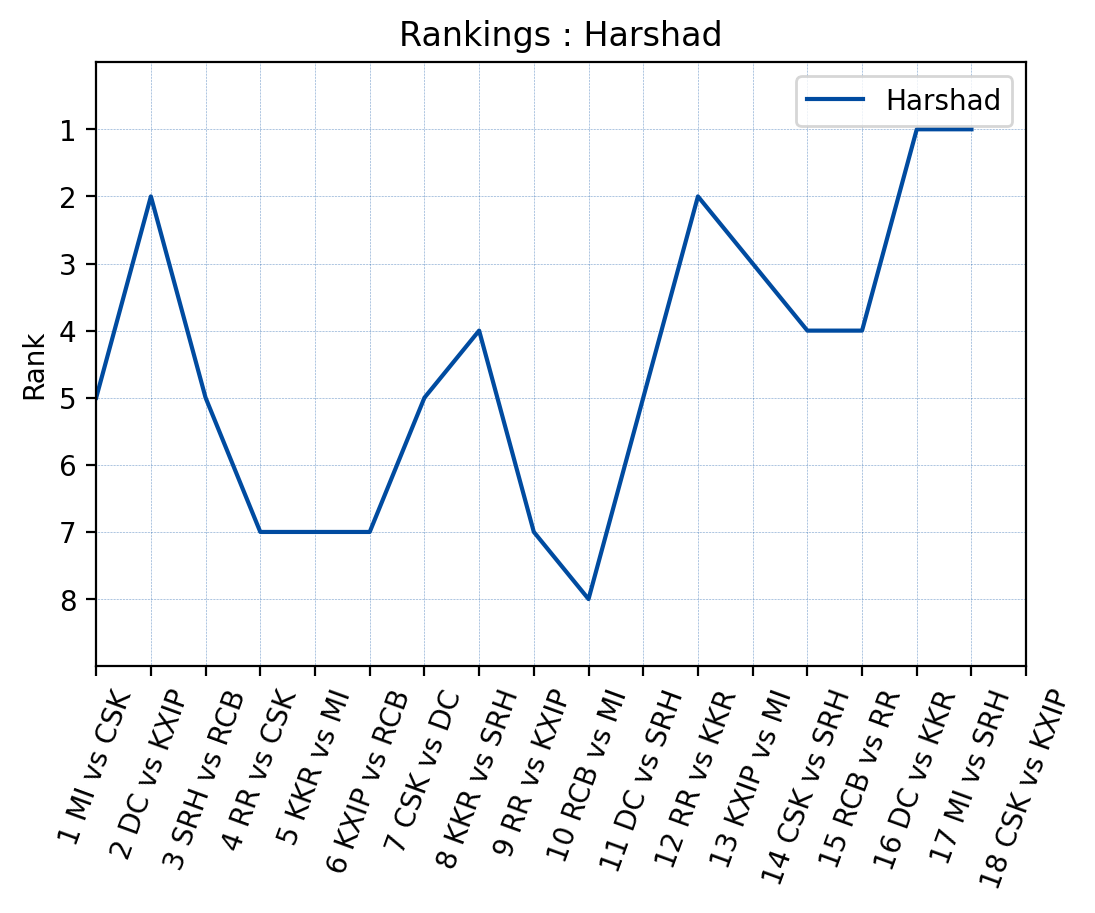 Rankings : Harshad
Harshad
Rank
1
2
3
4
5
6
7
8
1 MI vs CSK
2 DC vs KXIP
3 SRH vs RCB
4 RR vs CSK
5 KKR vs MI
6 KXIP vs RCB
7 CSK vs DC
8 KKR vs SRH
9 RR vs KXIP
10 RCB vs MI
11 DC vs SRH
12 RR vs KKR
13 KXIP vs MI
14 CSK vs SRH
15 RCB vs RR
16 DC vs KKR
17 MI vs SRH
18 CSK vs KXIP